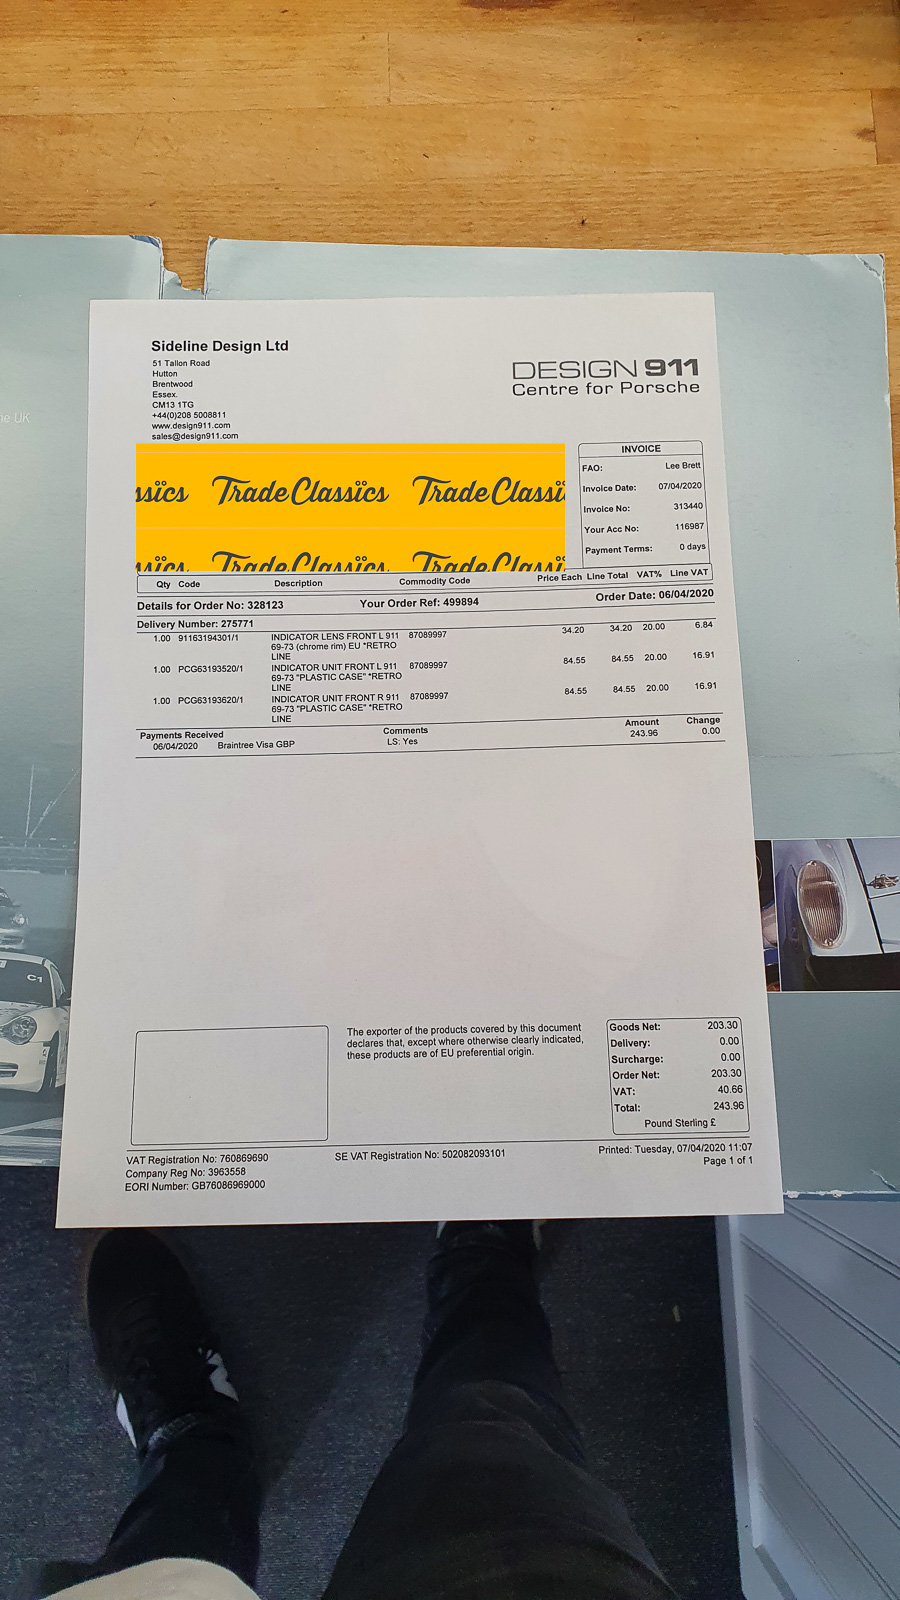 he UK
Sideline Design Ltd
51 Tallon Road
Hutton
Brentwood
Essex.
CM13 1TG
+44(0)208 5008811
www.design911.com
sales@design911.com
DESIGN 911
Centre for Porsche
INVOICE
FAO: Lee Brett
Invoice Date: 07/04/2020
Invoice No: 313440
Your Acc No: 116987
Payment Terms: 0 days
ssïcs Trade Classïcs Trade Classï
ssïcs Trade Classïcs Trade Classï
Qty Code Description Commodity Code Price Each Line Total VAT% Line VAT
Details for Order No: 328123 Your Order Ref: 499894 Order Date: 06/04/2020
Delivery Number: 275771
1.00 91163194301/1 INDICATOR LENS FRONT L 911 87089997 34.20 34.20 20.00 6.84
69-73 (chrome rim) EU *RETRO
LINE
1.00 PCG63193520/1 INDICATOR UNIT FRONT L 911 87089997 84.55 84.55 20.00 16.91
69-73 "PLASTIC CASE" *RETRO
LINE
1.00 PCG63193620/1 INDICATOR UNIT FRONT R 911 87089997 84.55 84.55 20.00 16.91
69-73 "PLASTIC CASE" *RETRO
LINE
Payments Received Comments Amount Change
06/04/2020 Braintree Visa GBP LS: Yes 243.96 0.00
C1
The exporter of the products covered by this document
declares that, except where otherwise clearly indicated,
these products are of EU preferential origin.
Goods Net: 203.30
Delivery: 0.00
Surcharge: 0.00
Order Net: 203.30
VAT: 40.66
Total: 243.96
Pound Sterling £
VAT Registration No: 760869690
Company Reg No: 3963558
EORI Number: GB76086969000
SE VAT Registration No: 502082093101
Printed: Tuesday, 07/04/2020 11:07
Page 1 of 1